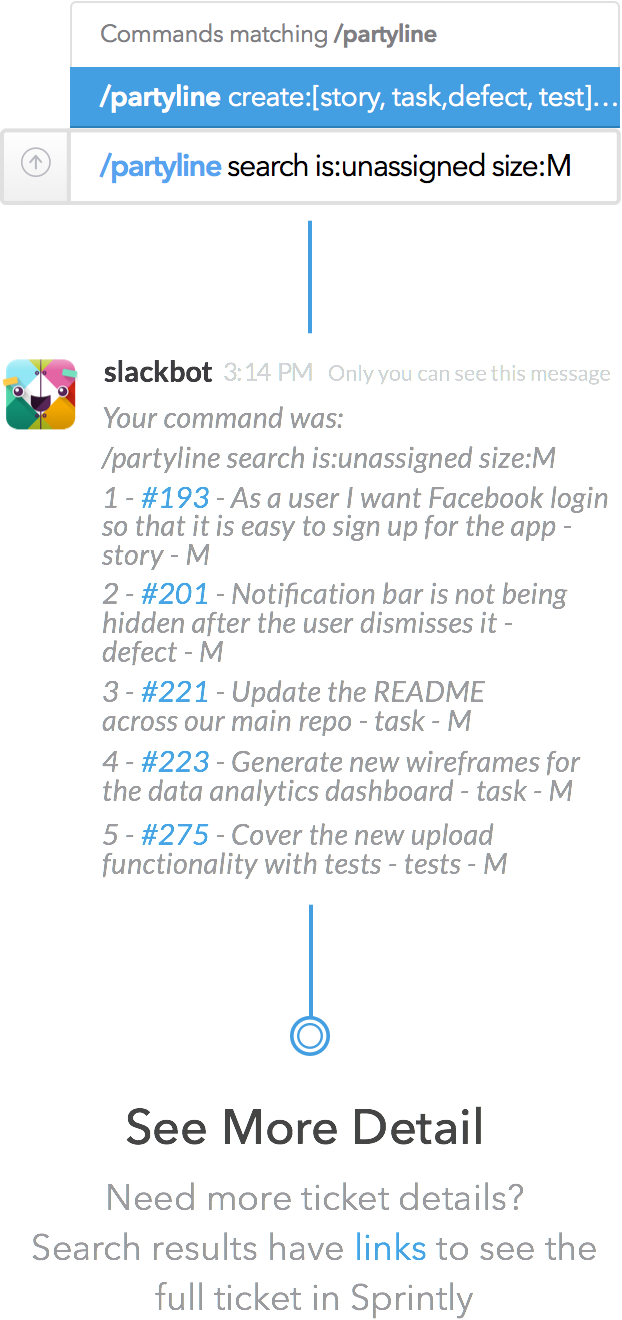 Commands matching /partyline
/partyline create:[story, task,defect, test]...
/partyline search is:unassigned size:M
slackbot 3:14 PM Only you can see this message
Your command was:
/partyline search is:unassigned size:M
1 - #193 - As a user I want Facebook login
so that it is easy to sign up for the app -
story - M
2 - #201 - Notification bar is not being
hidden after the user dismisses it -
defect - M
3 - #221 - Update the README
across our main repo - task - M
4 - #223 - Generate new wireframes for
the data analytics dashboard - task - M
5 - #275 - Cover the new upload
functionality with tests - tests - M
See More Detail
Need more ticket details?
Search results have links to see the
full ticket in Sprintly